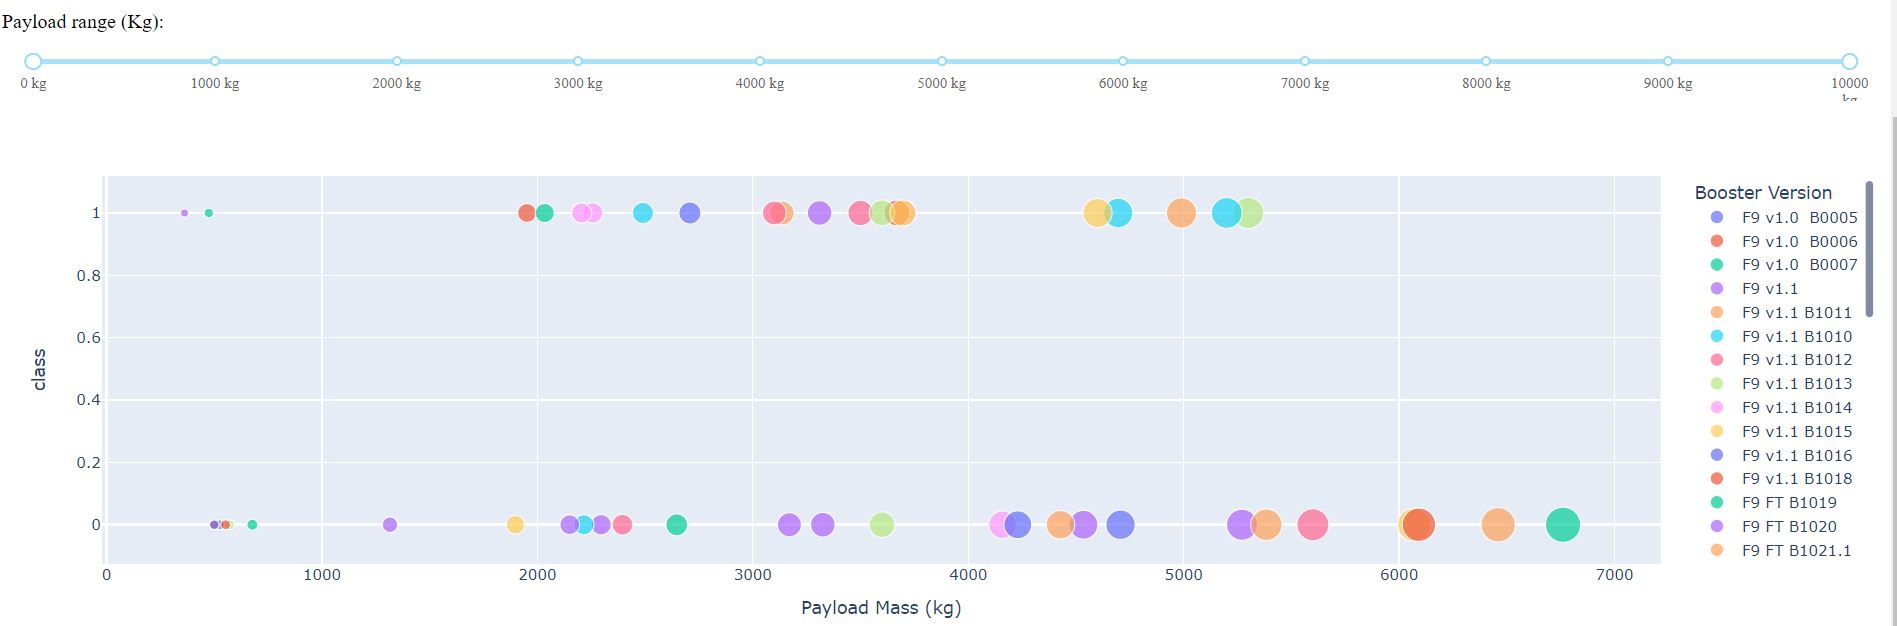 Payload range (Kg):
0 kg 1000 kg 2000 kg 3000 kg 4000 kg 5000 kg 6000 kg 7000 kg 8000 kg 9000 kg 10000
kg
1
0.8
0.6
0.4
0.2
0
class
0 1000 2000 3000 4000 5000 6000 7000
Payload Mass (kg)
Booster Version
F9 v1.0  B0005
F9 v1.0  B0006
F9 v1.0  B0007
F9 v1.1
F9 v1.1 B1011
F9 v1.1 B1010
F9 v1.1 B1012
F9 v1.1 B1013
F9 v1.1 B1014
F9 v1.1 B1015
F9 v1.1 B1016
F9 v1.1 B1018
F9 FT B1019
F9 FT B1020
F9 FT B1021.1